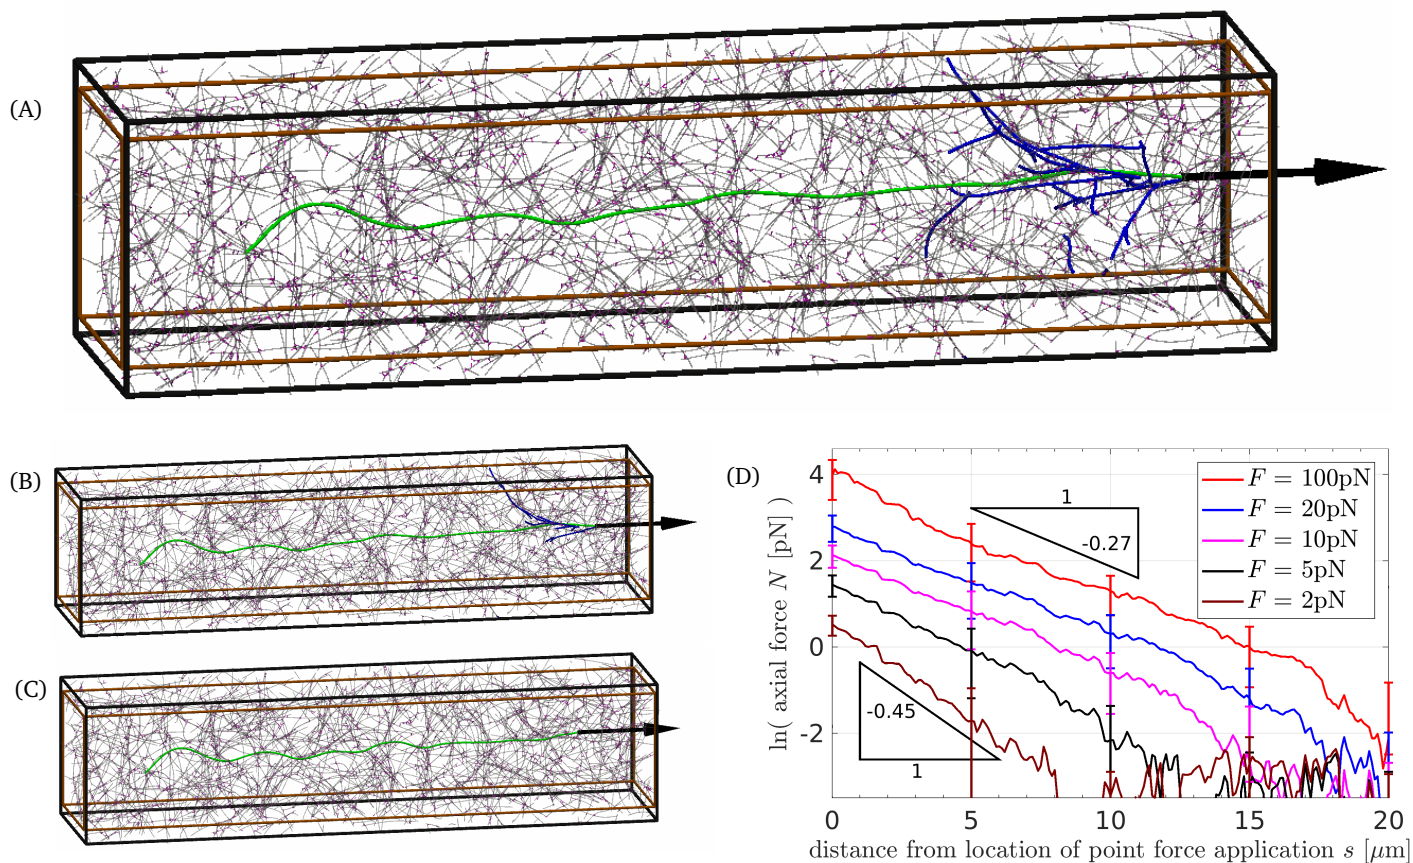 (A)
(B)
(C)
(D)
ln( axial force N [pN] )
4
2
0
-2
1
-0.27
-0.45
1
F = 100pN
F = 20pN
F = 10pN
F = 5pN
F = 2pN
0 5 10 15 20
distance from location of point force application s [μm]